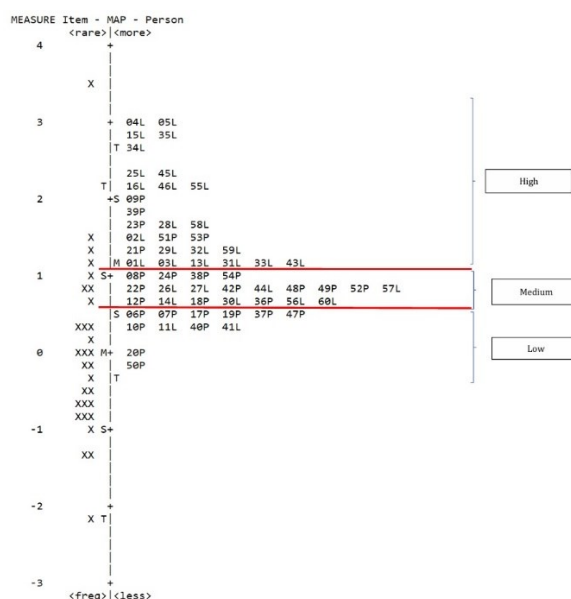 MEASURE Item - MAP - Person
<rare>|<more>
4 +
|
X |
|
|
3 + 04L 05L
| 15L 35L
|T 34L
|
| 25L 45L
T| 16L 46L 55L
2 +S 09P
| 39P
| 23P 28L 58L
X | 02L 51P 53P
X | 21P 29L 32L 59L
X |M 01L 03L 13L 31L 33L 43L
1 X S+ 08P 24P 38P 54P
XX | 22P 26L 27L 42P 44L 48P 49P 52P 57L
X | 12P 14L 18P 30L 36P 56L 60L
|S 06P 07P 17P 19P 37P 47P
XXX | 10P 11L 40P 41L
X |
0 XXX M+ 20P
XX | 50P
X |T
XX |
XXX |
XXX |
-1 X S+
|
XX |
|
|
-2 +
X T|
|
|
-3 +
<freq>|<less>
High
Medium
Low